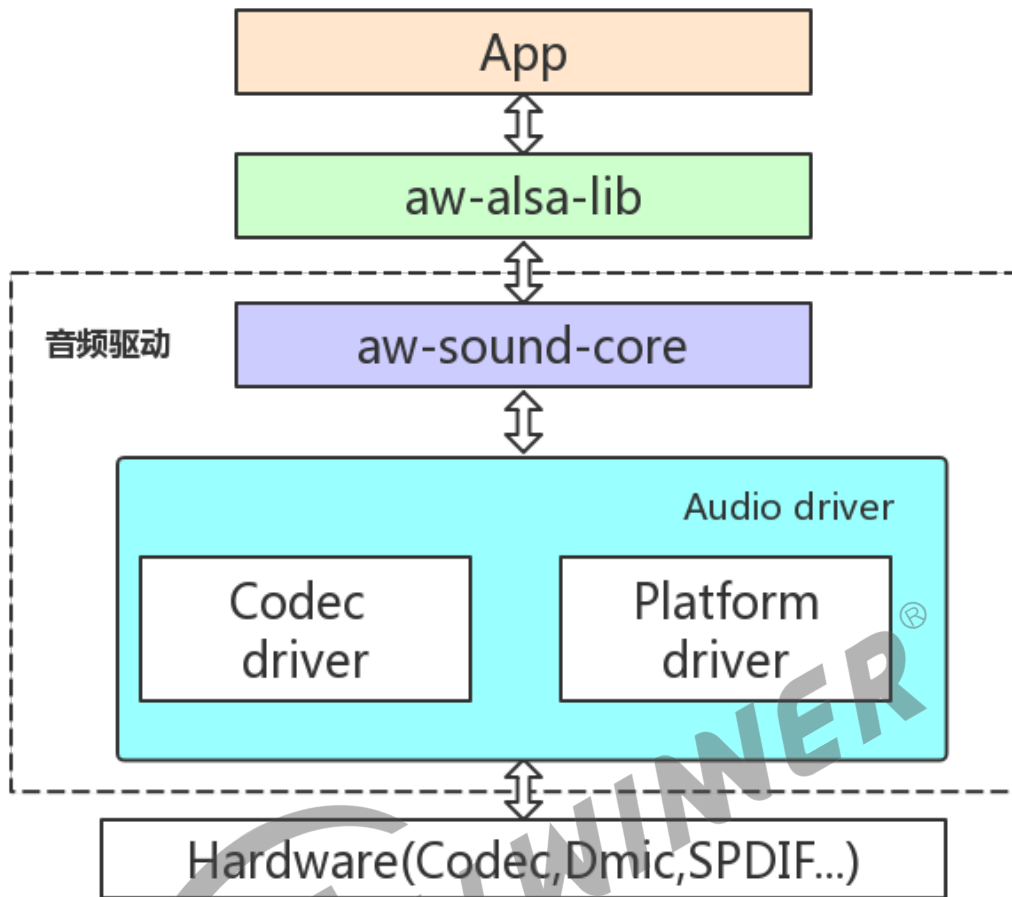 App
aw-alsa-lib
音频驱动
aw-sound-core
Audio driver
Codec
driver
Platform
driver
®
WINNER
Hardware(Codec,Dmic,SPDIF...)